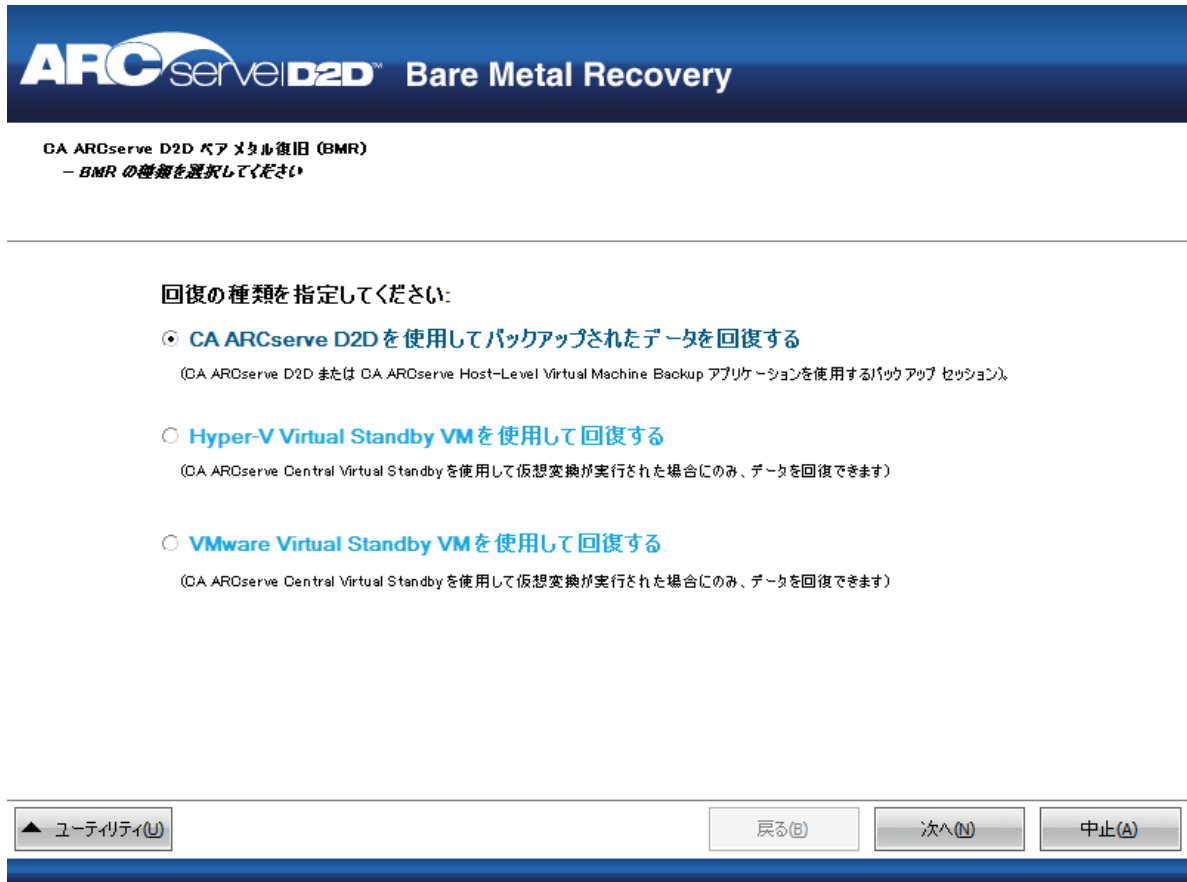 ARCserve D2D™ Bare Metal Recovery
CA ARCserve D2D ベア メタル復旧 (BMR)
– BMR の種類を選択してください
回復の種類を指定してください:
CA ARCserve D2D を使用してバックアップされたデータを回復する
(CA ARCserve D2D または CA ARCserve Host-Level Virtual Machine Backup アプリケーションを使用するバックアップ セッション)。
Hyper-V Virtual Standby VM を使用して回復する
(CA ARCserve Central Virtual Standby を使用して仮想変換が実行された場合にのみ、データを回復できます)
VMware Virtual Standby VM を使用して回復する
(CA ARCserve Central Virtual Standby を使用して仮想変換が実行された場合にのみ、データを回復できます)
ユーティリティ(U)
戻る(B)
次へ(N)
中止(A)